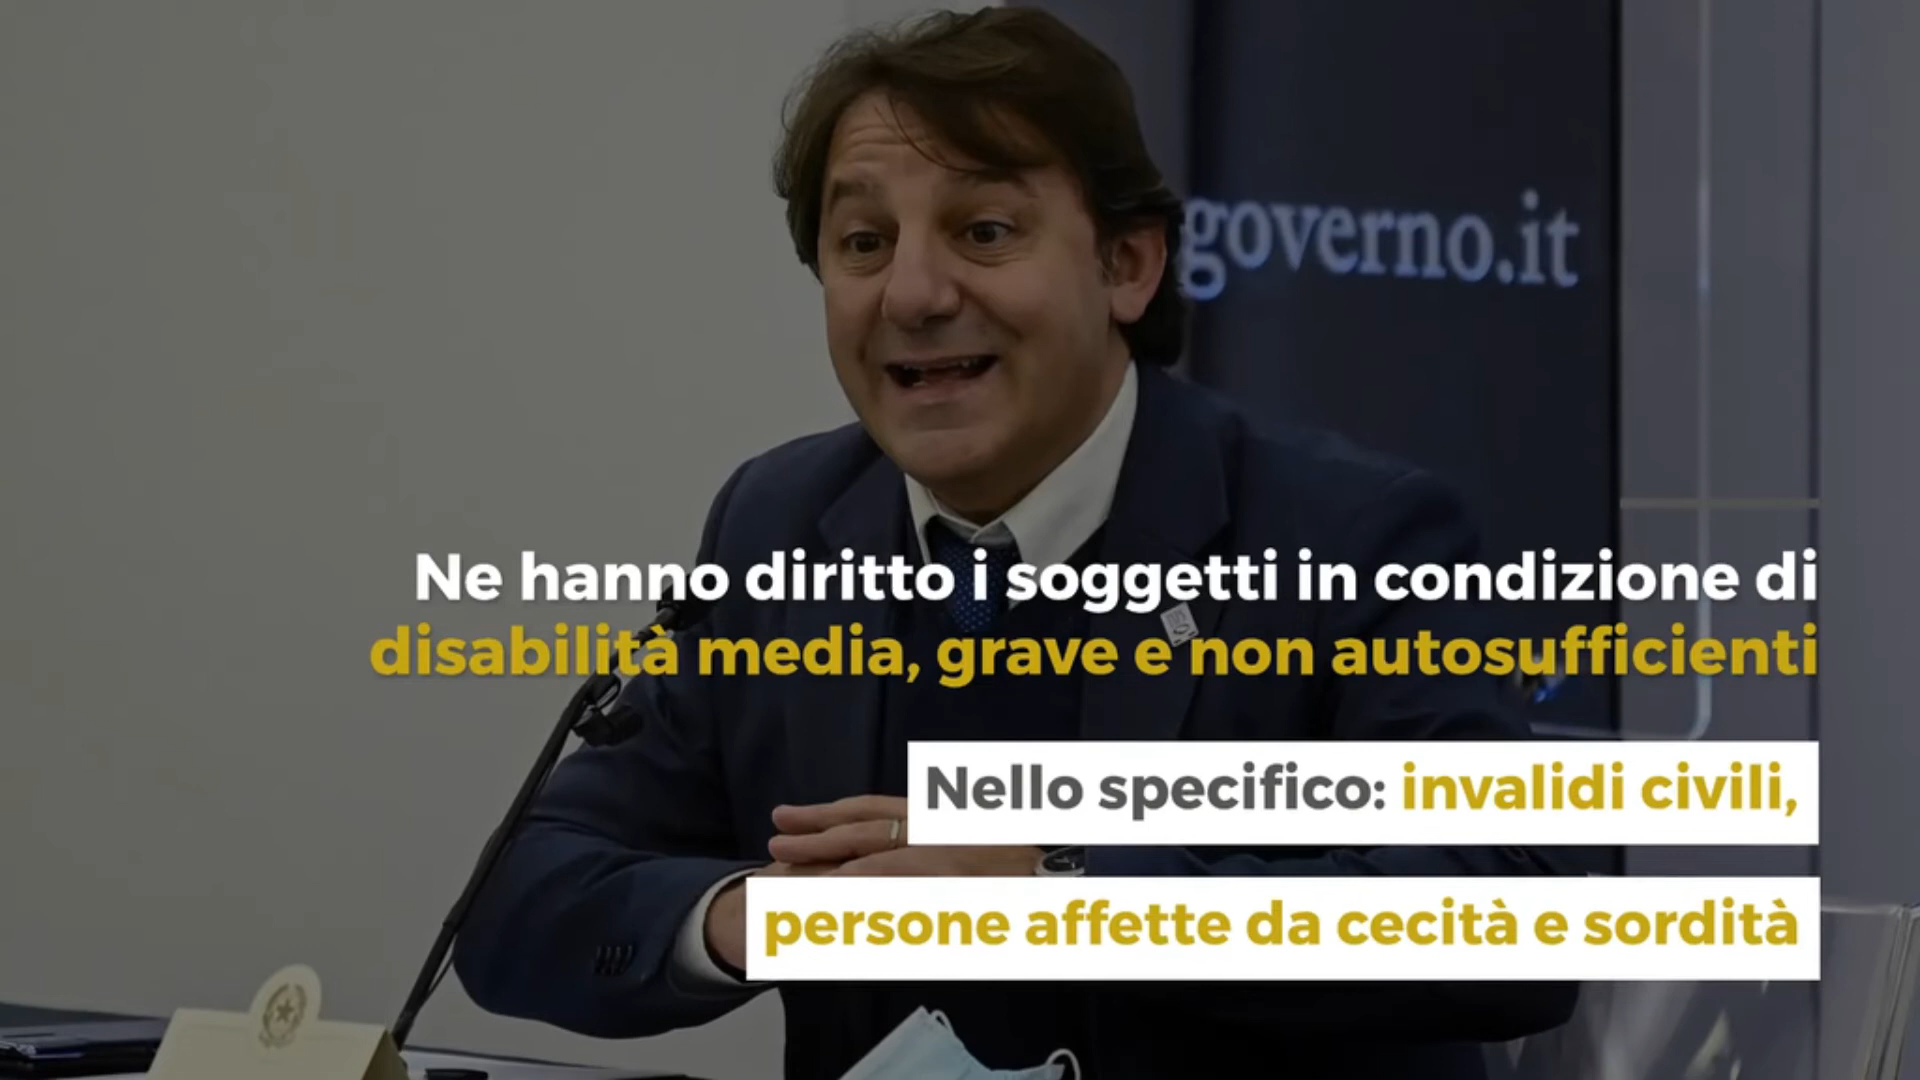 governo.it
Ne hanno diritto i soggetti in condizione di
disabilità media, grave e non autosufficienti
Nello specifico: invalidi civili,
persone affette da cecità e sordità